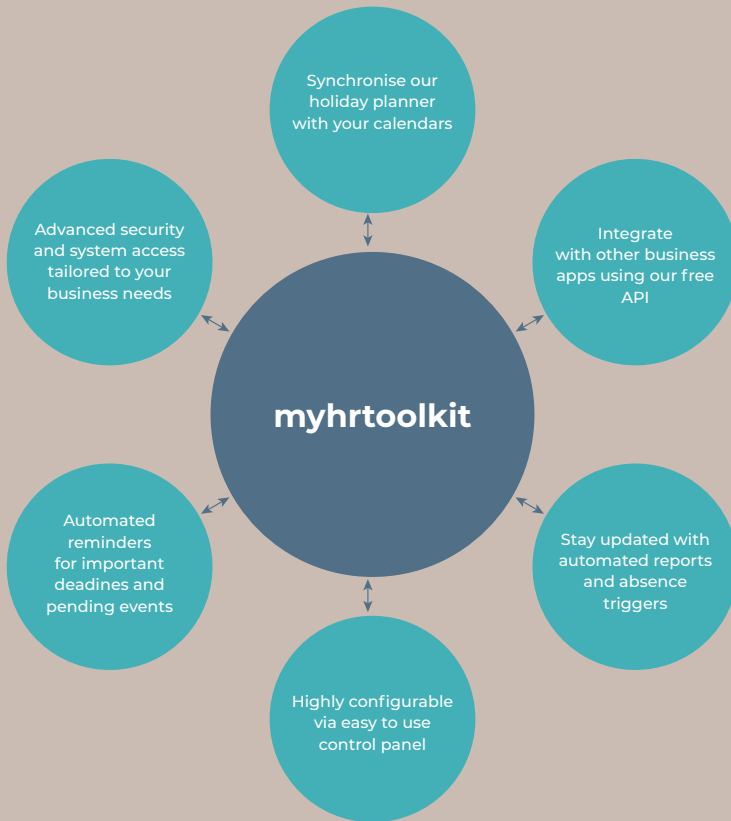 Synchronise our
holiday planner
with your calendars
Advanced security
and system access
tailored to your
business needs
Integrate
with other business
apps using our free
API
myhrtoolkit
Automated
reminders
for important
deadines and
pending events
Stay updated with
automated reports
and absence
triggers
Highly configurable
via easy to use
control panel